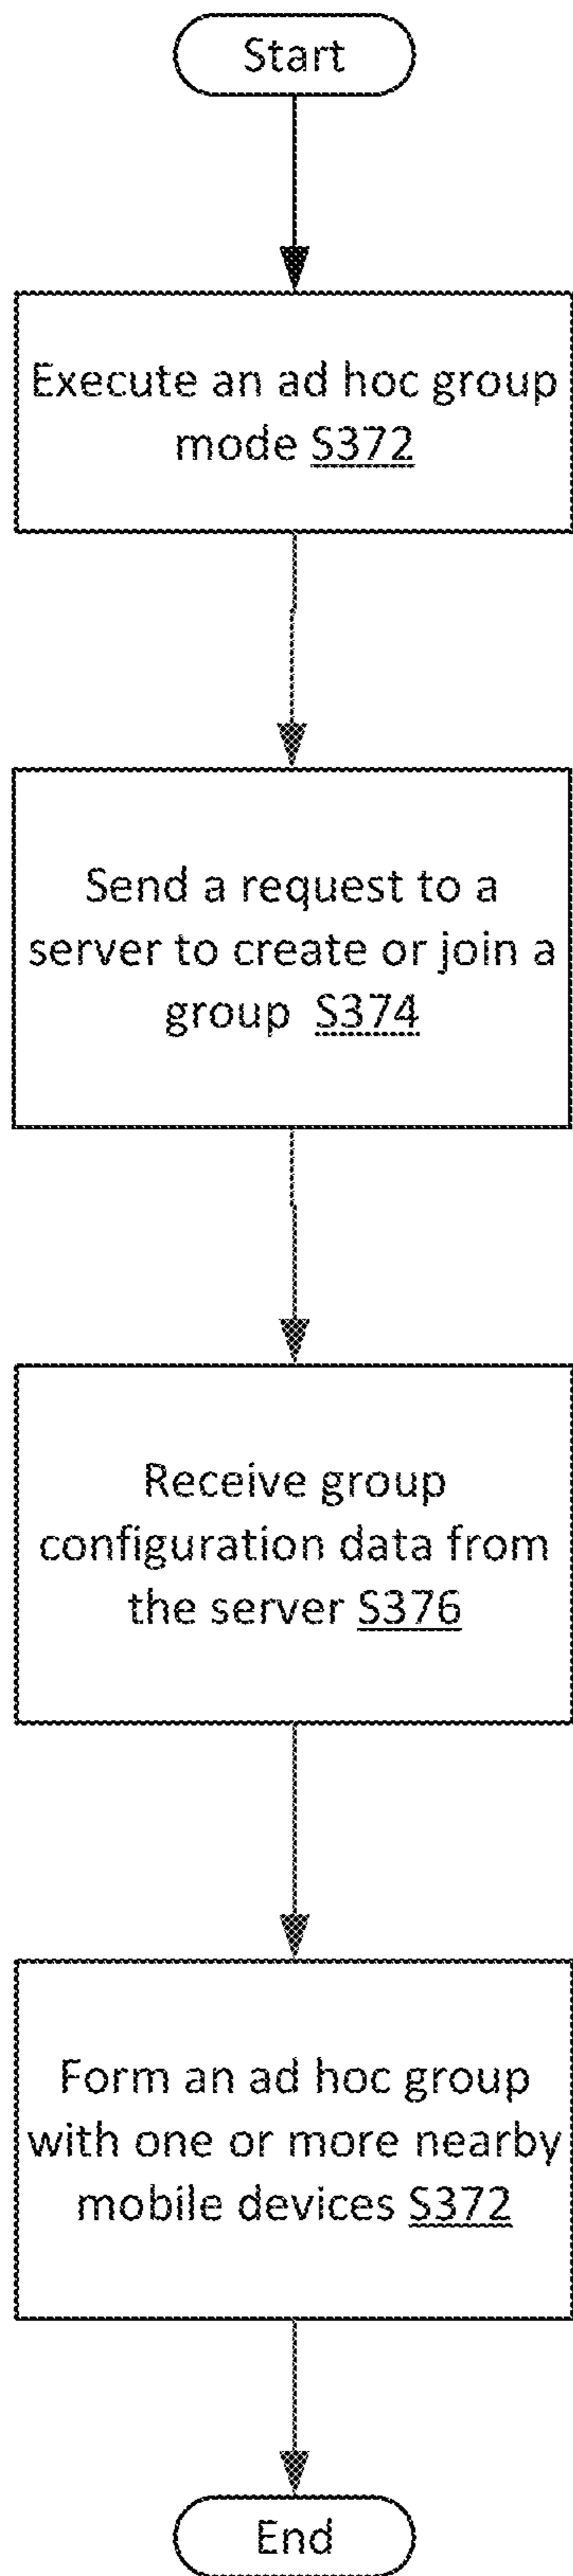 Start
Execute an ad hoc group
mode S372
Send a request to a
server to create or join a
group S374
Receive group
configuration data from
the server S376
Form an ad hoc group
with one or more nearby
mobile devices S372
End